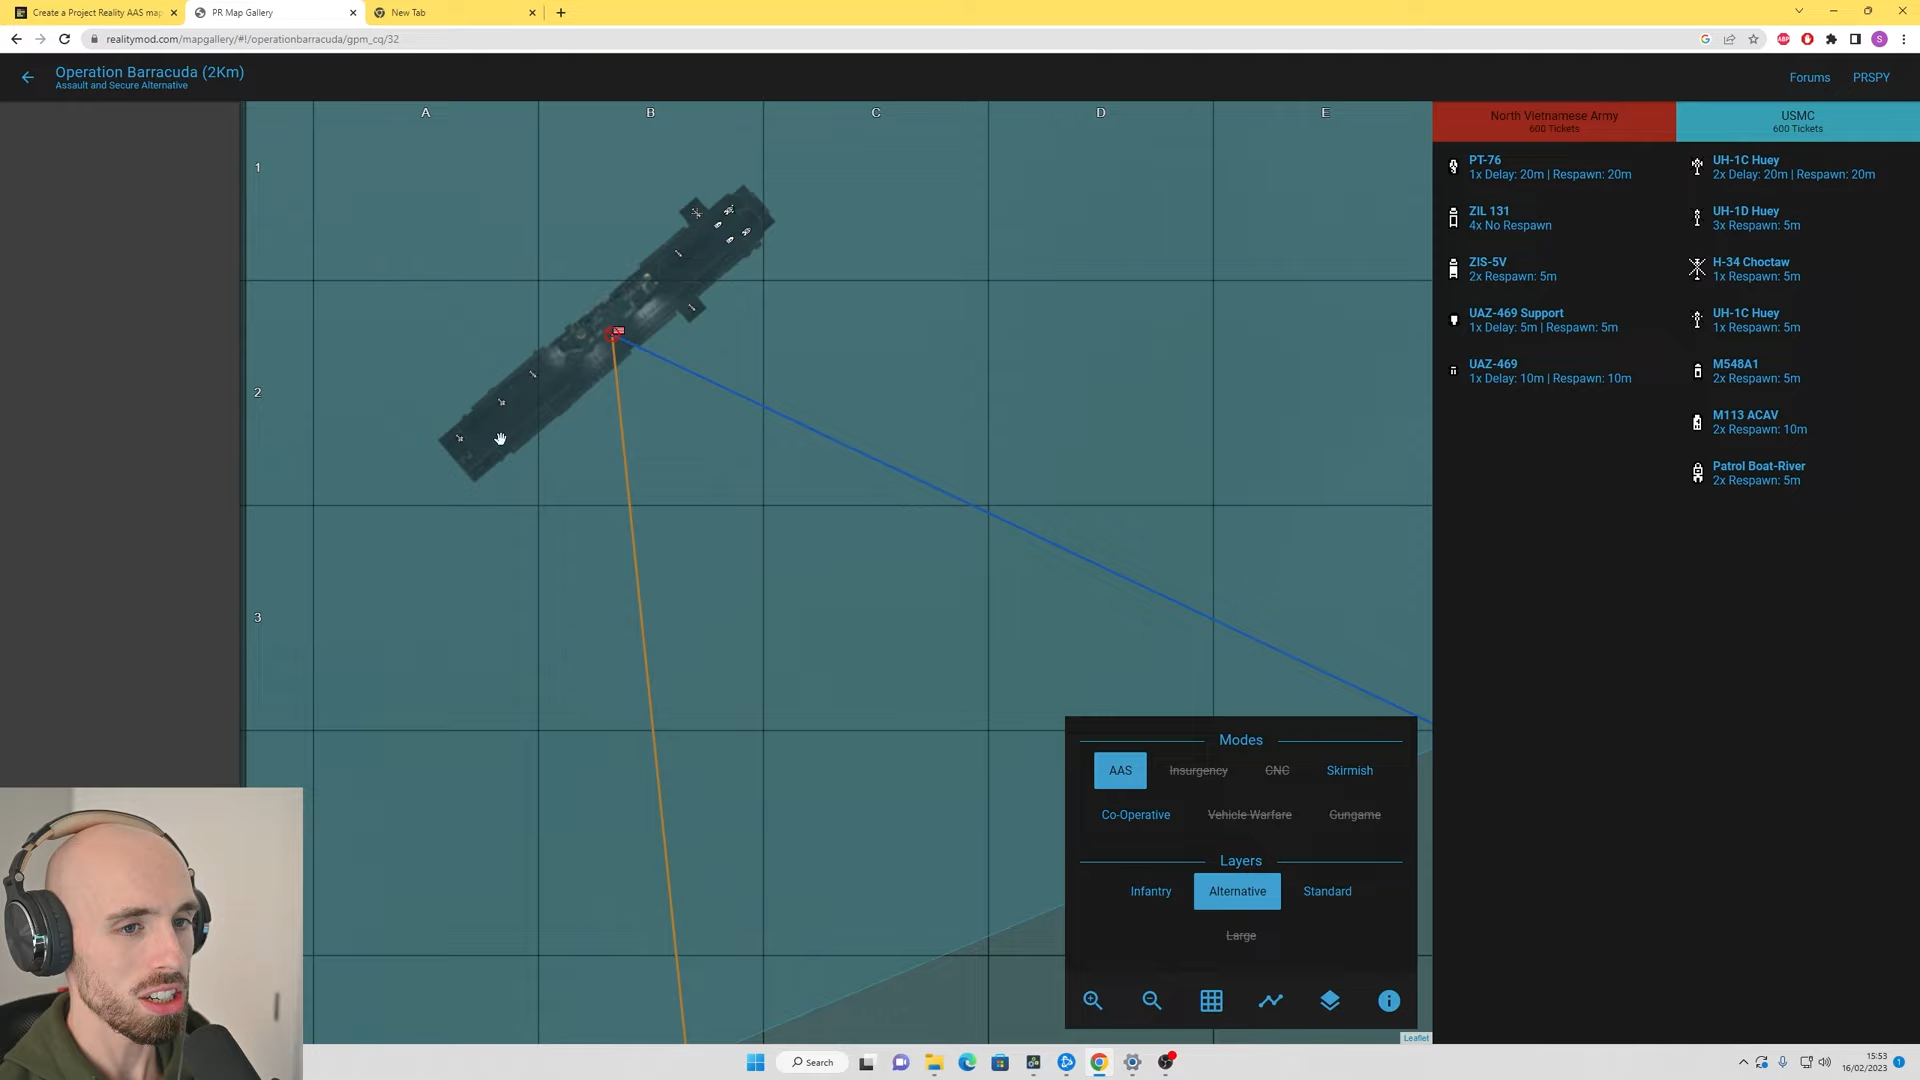 Create a Project Reality AAS map
PR Map Gallery
New Tab
realitymod.com/mapgallery/#!/operationbarracuda/gpm_cq/32
ABP
S
Operation Barracuda (2Km)
Assault and Secure Alternative
Forums
PRSPY
A
B
C
D
E
1
2
3
North Vietnamese Army
600 Tickets
USMC
600 Tickets
PT-76
1x Delay: 20m | Respawn: 20m
ZIL 131
4x No Respawn
ZIS-5V
2x Respawn: 5m
UAZ-469 Support
1x Delay: 5m | Respawn: 5m
UAZ-469
1x Delay: 10m | Respawn: 10m
UH-1C Huey
2x Delay: 20m | Respawn: 20m
UH-1D Huey
3x Respawn: 5m
H-34 Choctaw
1x Respawn: 5m
UH-1C Huey
1x Respawn: 5m
M548A1
2x Respawn: 5m
M113 ACAV
2x Respawn: 10m
Patrol Boat-River
2x Respawn: 5m
Modes
AAS
Insurgency
CNC
Skirmish
Co-Operative
Vehicle Warfare
Gungame
Layers
Infantry
Alternative
Standard
Large
Leaflet
Search
15:53
16/02/2023
1